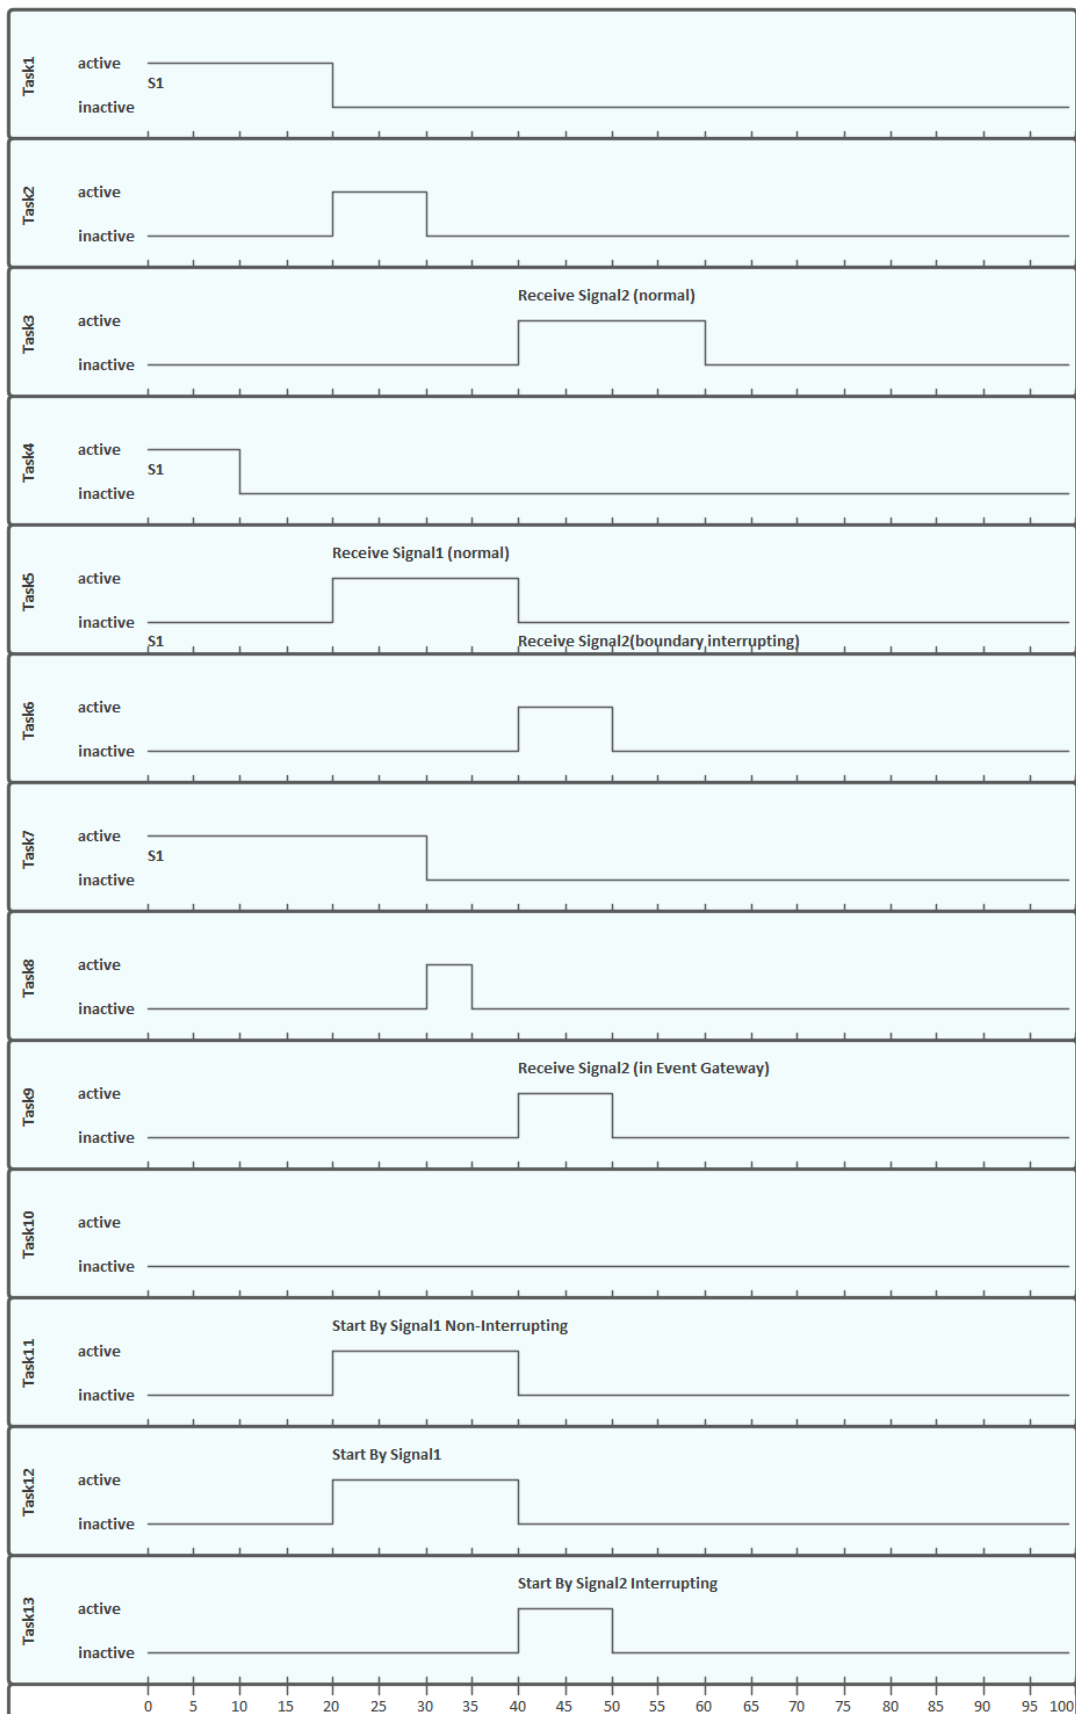 Task1
active
S1
inactive
Task2
active
inactive
Receive Signal2 (normal)
Task3
active
inactive
Task4
active
S1
inactive
Receive Signal1 (normal)
Task5
active
inactive
S1 Receive Signal2(boundary interrupting)
Task6
active
inactive
Task7
active
S1
inactive
Task8
active
inactive
Receive Signal2 (in Event Gateway)
Task9
active
inactive
Task10
active
inactive
Start By Signal1 Non-Interrupting
Task11
active
inactive
Start By Signal1
Task12
active
inactive
Start By Signal2 Interrupting
Task13
active
inactive
0 5 10 15 20 25 30 35 40 45 50 55 60 65 70 75 80 85 90 95 100